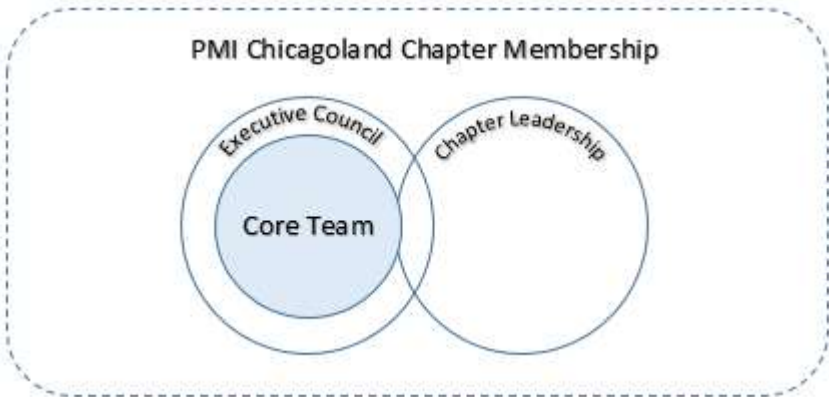 PMI Chicagoland Chapter Membership
Executive Council
Chapter Leadership
Core Team